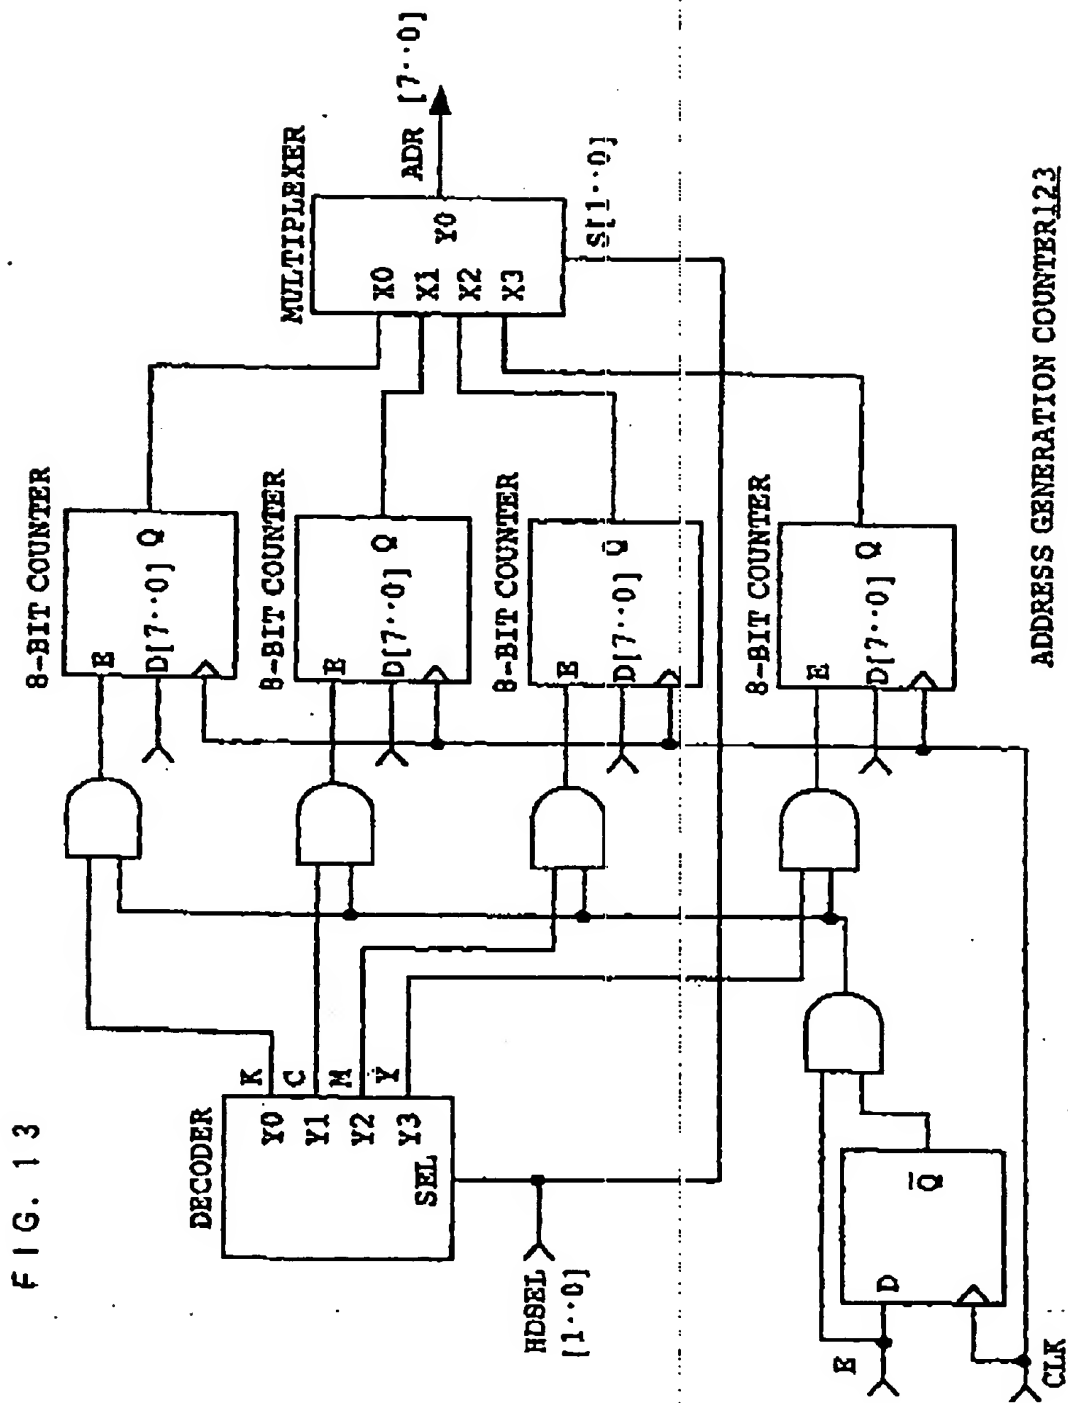 FIG. 13
DECODER
Y0 K
Y1 C
Y2 M
Y3 Y
SEL
HDSEL
[1··0]
E
D
Q̅
CLK
8-BIT COUNTER
E
D[7··0] Q
8-BIT COUNTER
E
D[7··0] Q
8-BIT COUNTER
E
D[7··0] Q
8-BIT COUNTER
E
D[7··0] Q
MULTIPLEXER
X0
X1
X2
X3
Y0
S[1··0]
ADR [7··0]
ADDRESS GENERATION COUNTER123